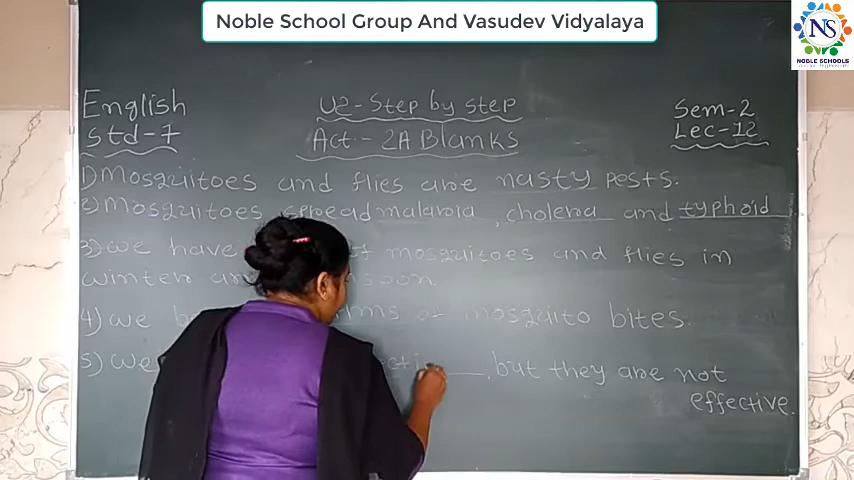 Noble School Group And Vasudev Vidyalaya
NS
NOBLE SCHOOLS
English
Std-7
U2-Step by step
Act-- 2A Blanks
Sem-2
Lec-12
1) Mosquitoes and flies are nasty pests.
2) Mosquitoes spread malaria, cholera and typhoid
3) we have mosquitoes and flies in
winter
4) we of mosquito bites.
5) we but they are not
effective.